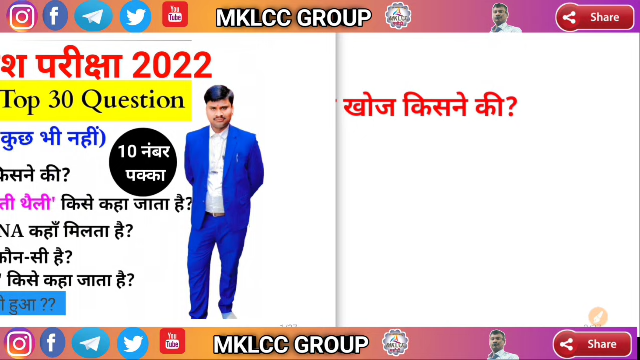 MKLCC GROUP
Share
श परीक्षा 2022
Top 30 Question
कुछ भी नहीं)
10 नंबर
पक्का
किसने की?
ती थैली' किसे कहा जाता है?
NA कहाँ मिलता है?
कौन-सी है?
' किसे कहा जाता है?
हुआ ??
खोज किसने की?
MKLCC GROUP
Share